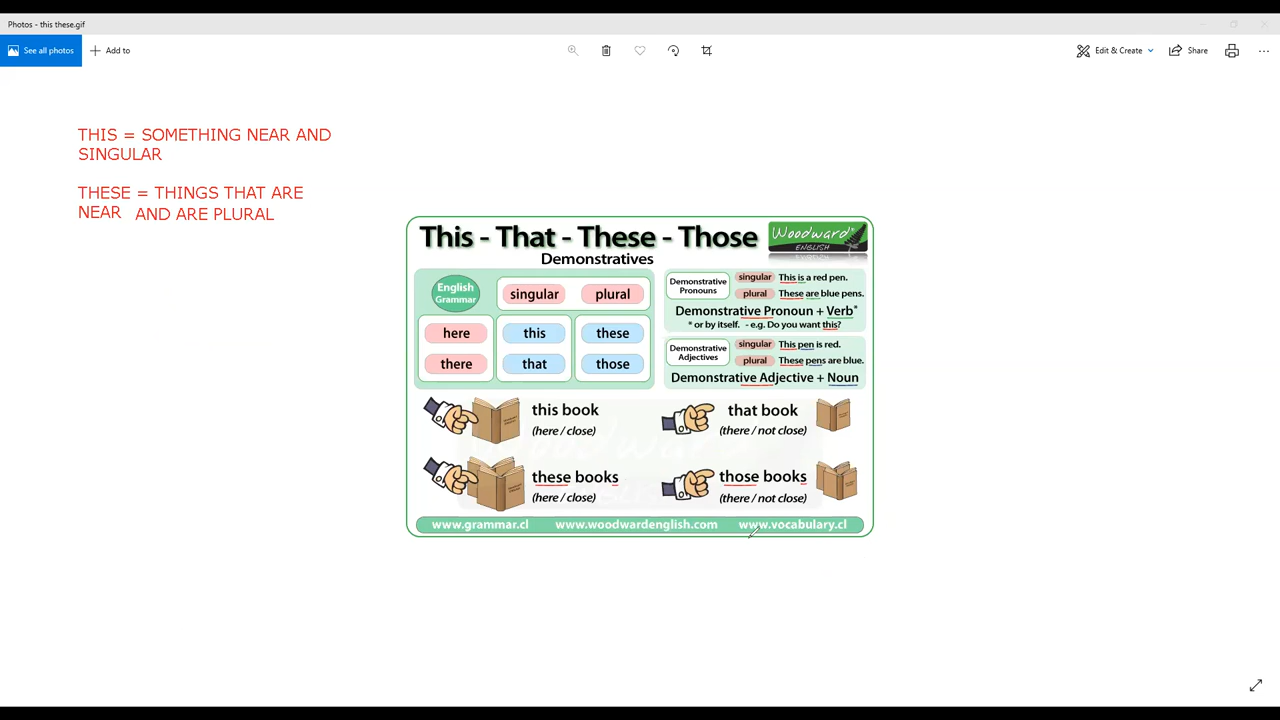 Photos - this these.gif
See all photos
Add to
Edit & Create
Share
THIS = SOMETHING NEAR AND
SINGULAR
THESE = THINGS THAT ARE
NEAR AND ARE PLURAL
This - That - These - Those
Demonstratives
Woodward
ENGLISH
English
Grammar
singular
plural
here
this
these
there
that
those
Demonstrative
Pronouns
singular
This is a red pen.
plural
These are blue pens.
Demonstrative Pronoun + Verb*
* or by itself. - e.g. Do you want this?
Demonstrative
Adjectives
singular
This pen is red.
plural
These pens are blue.
Demonstrative Adjective + Noun
this book
(here / close)
that book
(there / not close)
these books
(here / close)
those books
(there / not close)
www.grammar.cl
www.woodwardenglish.com
www.vocabulary.cl